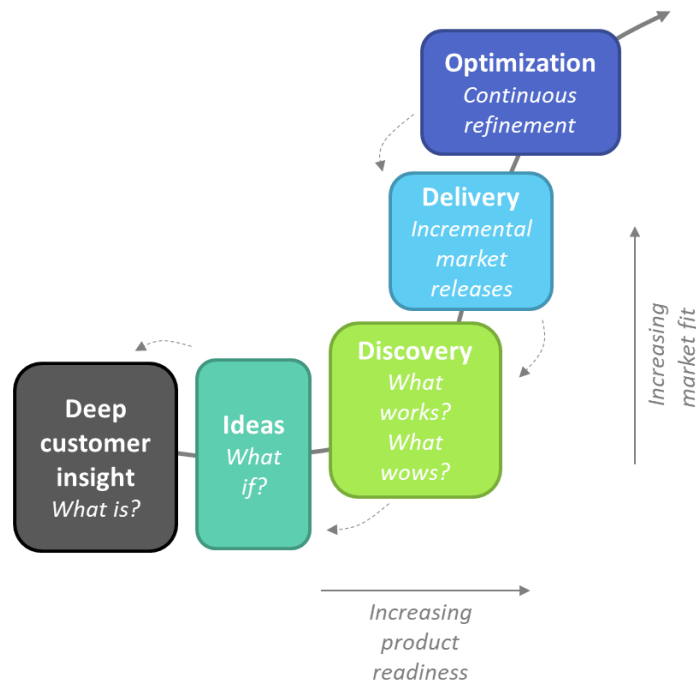 Optimization
Continuous
refinement
Delivery
Incremental
market
releases
Discovery
What
works?
What
wows?
Ideas
What
if?
Deep
customer
insight
What is?
Increasing
market fit
Increasing
product
readiness